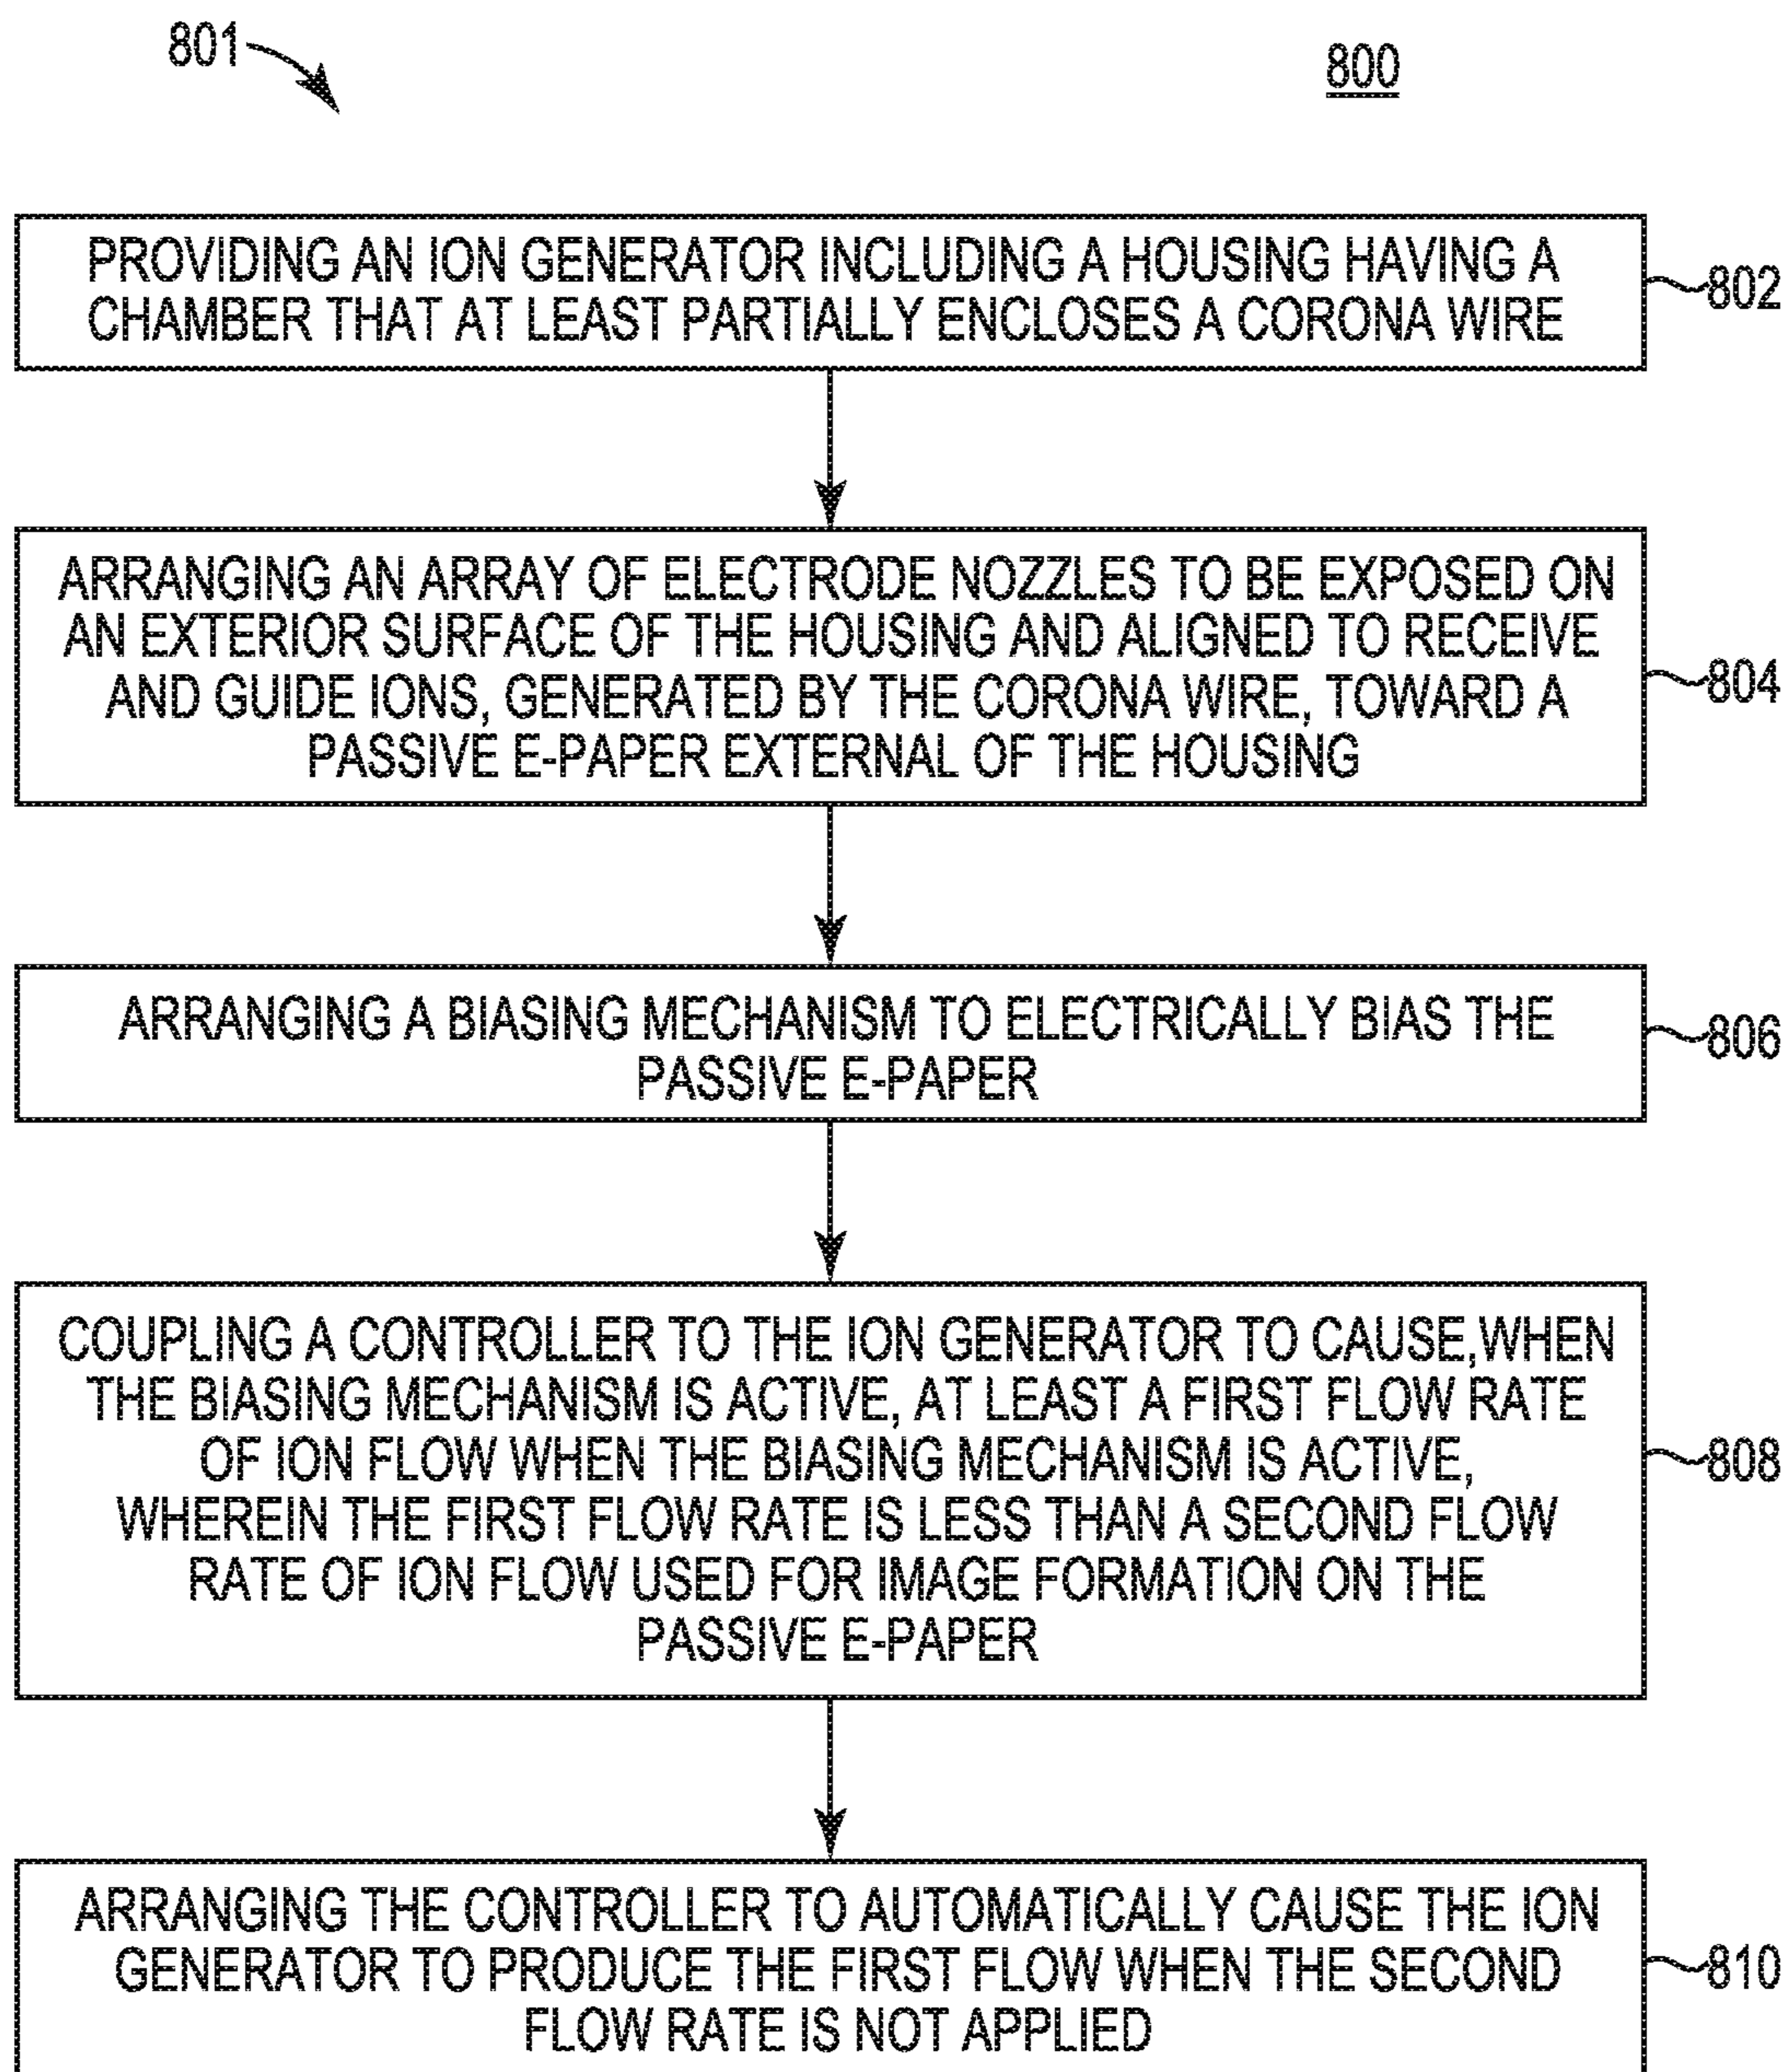 801
800
PROVIDING AN ION GENERATOR INCLUDING A HOUSING HAVING A
CHAMBER THAT AT LEAST PARTIALLY ENCLOSES A CORONA WIRE
802
ARRANGING AN ARRAY OF ELECTRODE NOZZLES TO BE EXPOSED ON
AN EXTERIOR SURFACE OF THE HOUSING AND ALIGNED TO RECEIVE
AND GUIDE IONS, GENERATED BY THE CORONA WIRE, TOWARD A
PASSIVE E-PAPER EXTERNAL OF THE HOUSING
804
ARRANGING A BIASING MECHANISM TO ELECTRICALLY BIAS THE
PASSIVE E-PAPER
806
COUPLING A CONTROLLER TO THE ION GENERATOR TO CAUSE,WHEN
THE BIASING MECHANISM IS ACTIVE, AT LEAST A FIRST FLOW RATE
OF ION FLOW WHEN THE BIASING MECHANISM IS ACTIVE,
WHEREIN THE FIRST FLOW RATE IS LESS THAN A SECOND FLOW
RATE OF ION FLOW USED FOR IMAGE FORMATION ON THE
PASSIVE E-PAPER
808
ARRANGING THE CONTROLLER TO AUTOMATICALLY CAUSE THE ION
GENERATOR TO PRODUCE THE FIRST FLOW WHEN THE SECOND
FLOW RATE IS NOT APPLIED
810